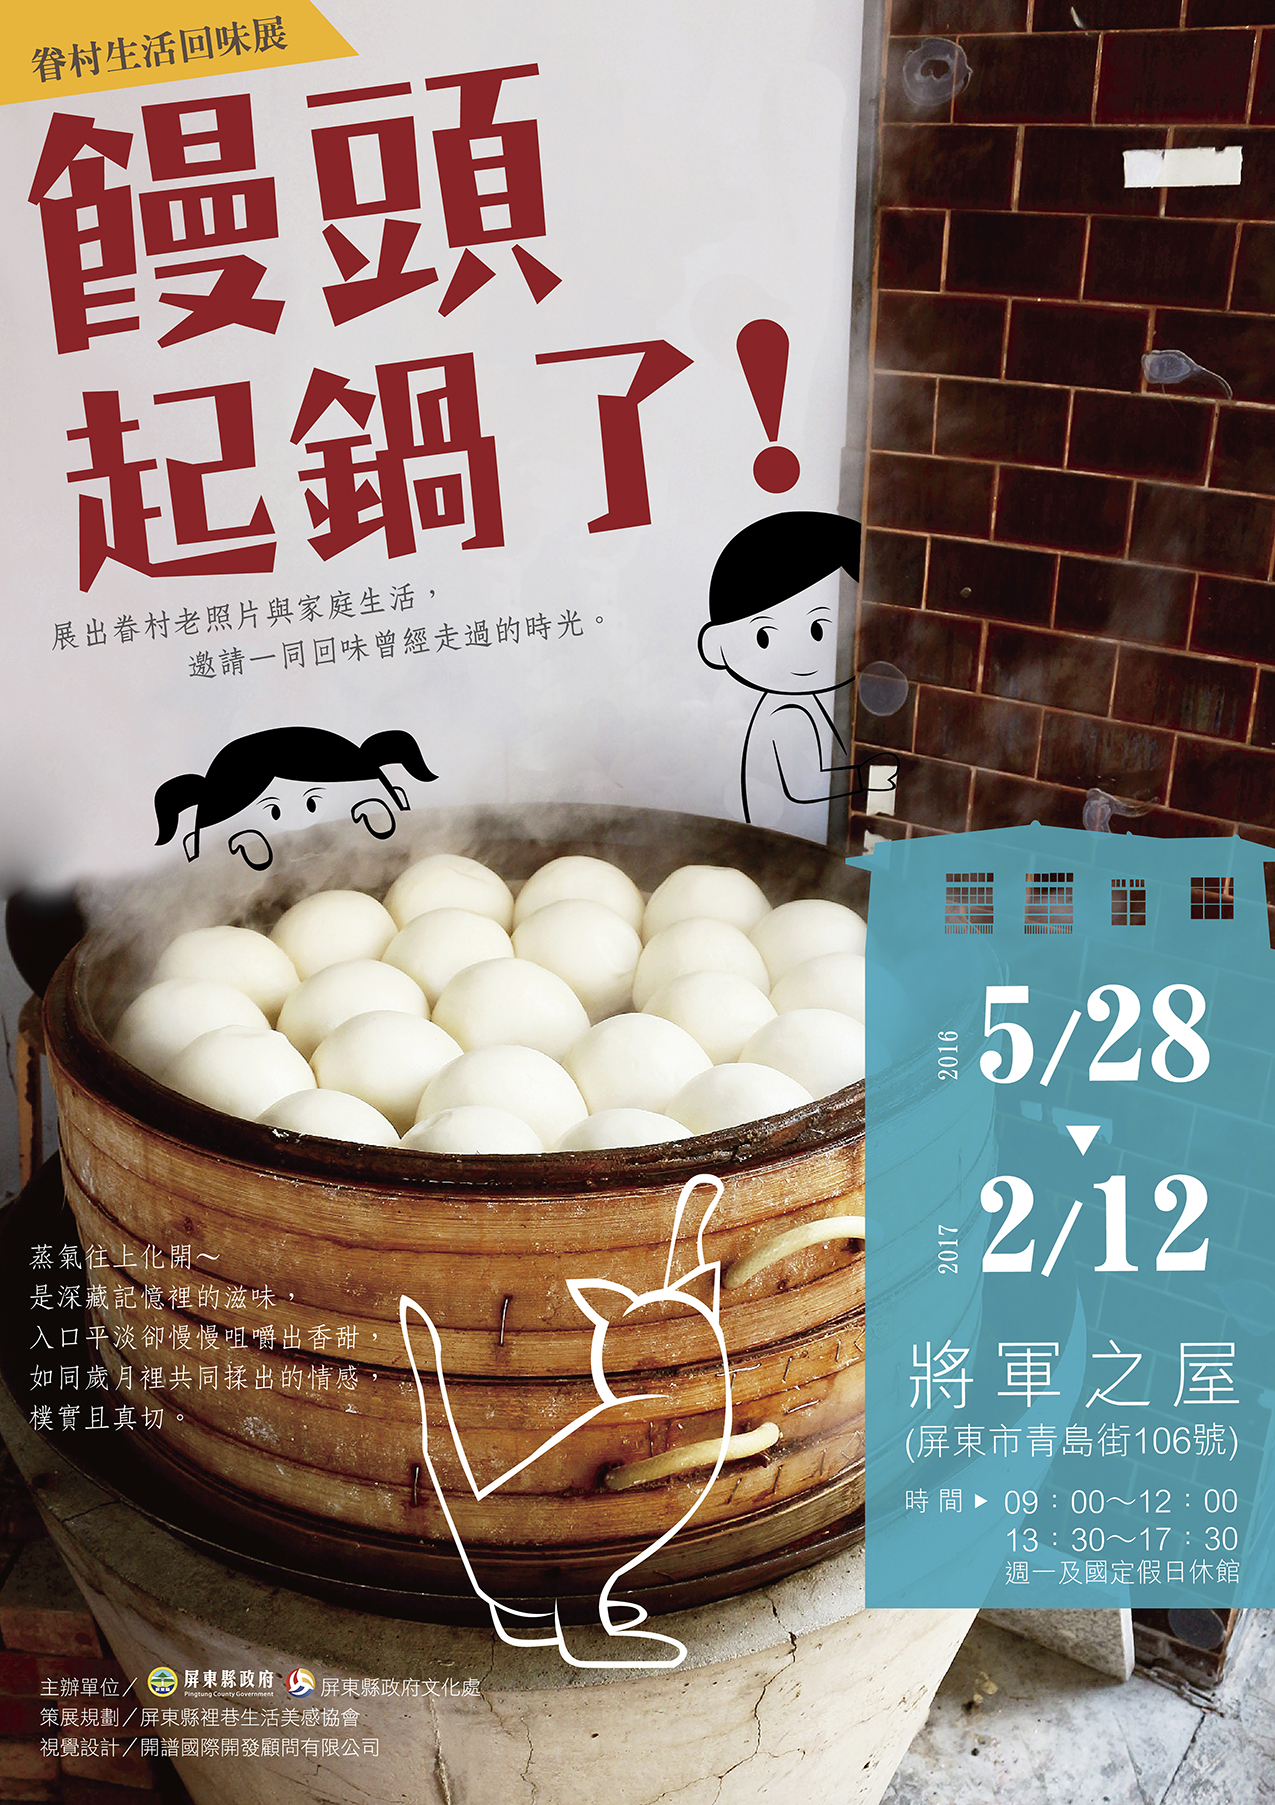 眷村生活回味展
饅頭
起鍋了!
展出眷村老照片與家庭生活，
邀請一同回味曾經走過的時光。
2016 5/28
▼
2017 2/12
將軍之屋
(屏東市青島街106號)
時間▶ 09：00～12：00
13：30～17：30
週一及國定假日休館
蒸氣往上化開～
是深藏記憶裡的滋味，
入口平淡卻慢慢咀嚼出香甜，
如同歲月裡共同揉出的情感，
樸實且真切。
主辦單位／ 屏東縣政府 Pingtung County Government 屏東縣政府文化處
策展規劃／屏東縣裡巷生活美感協會
視覺設計／開譜國際開發顧問有限公司